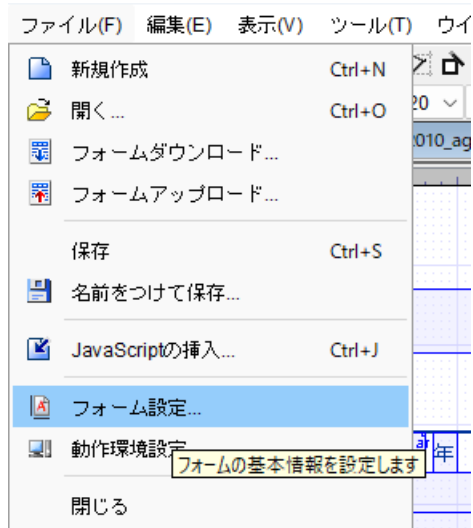 ファイル(F) 編集(E) 表示(V) ツール(T) ウイ
新規作成 Ctrl+N
開く... Ctrl+O
20
フォームダウンロード...
2010_ag
フォームアップロード...
保存 Ctrl+S
名前をつけて保存...
JavaScriptの挿入... Ctrl+J
フォーム設定...
動作環境設定
年
フォームの基本情報を設定します
閉じる